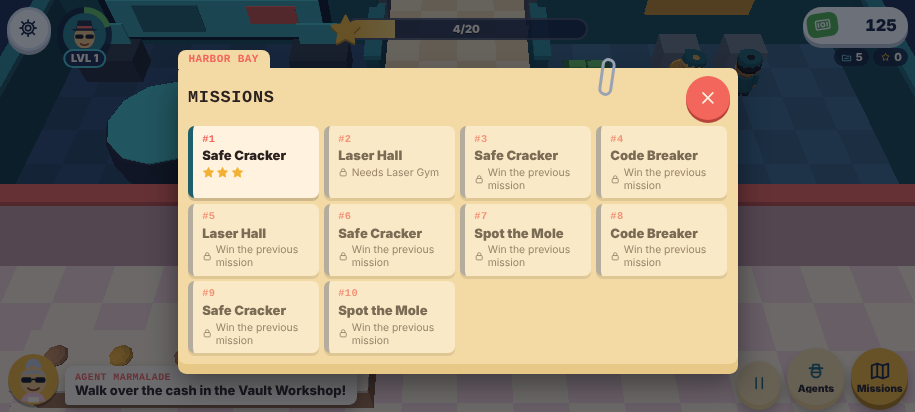 4/20
125
LVL 1
5
0
HARBOR BAY
MISSIONS
#1
Safe Cracker
#2
Laser Hall
Needs Laser Gym
#3
Safe Cracker
Win the previous
mission
#4
Code Breaker
Win the previous
mission
#5
Laser Hall
Win the previous
mission
#6
Safe Cracker
Win the previous
mission
#7
Spot the Mole
Win the previous
mission
#8
Code Breaker
Win the previous
mission
#9
Safe Cracker
Win the previous
mission
#10
Spot the Mole
Win the previous
mission
AGENT MARMALADE
Walk over the cash in the Vault Workshop!
Agents
Missions